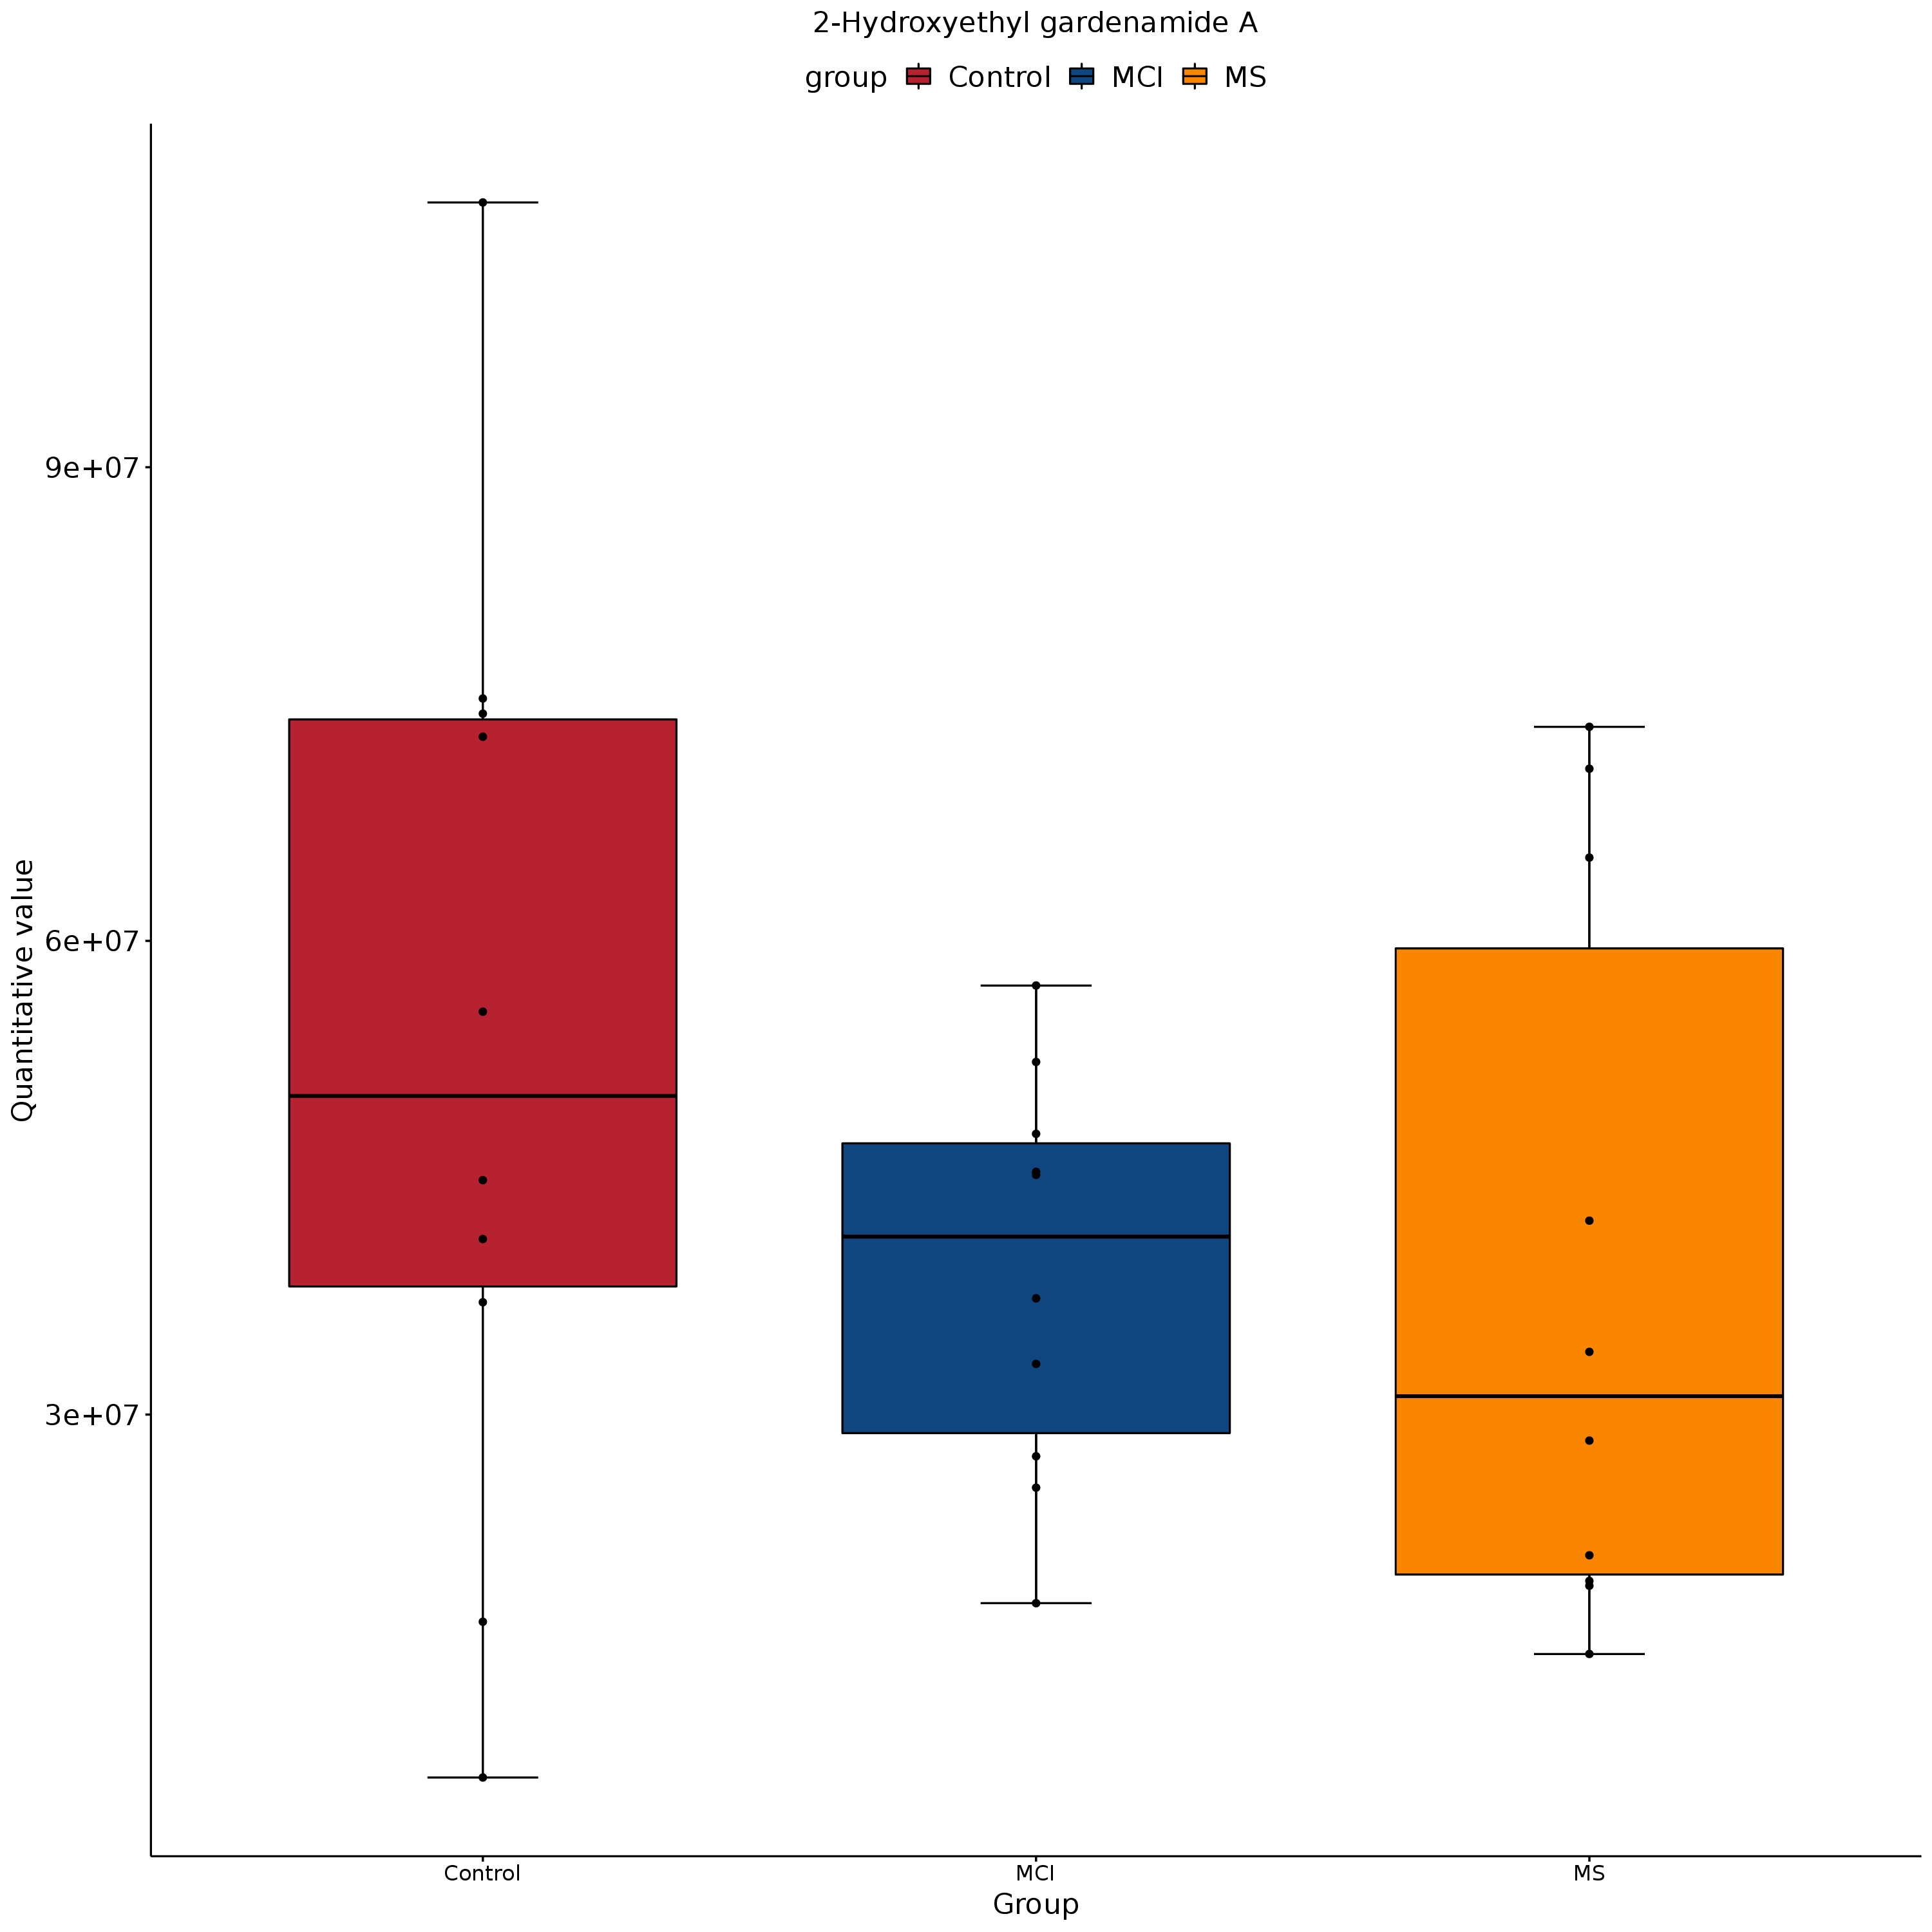 2-Hydroxyethyl gardenamide A
group Control MCI MS
9e+07
6e+07
3e+07
Quantitative value
Control MCI MS
Group